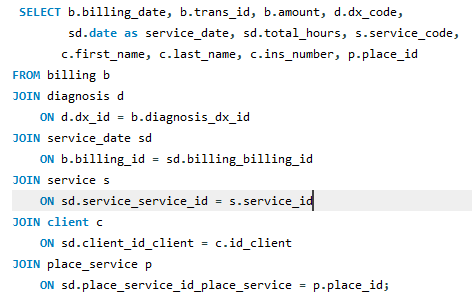 SELECT b.billing_date, b.trans_id, b.amount, d.dx_code,
sd.date as service_date, sd.total_hours, s.service_code,
c.first_name, c.last_name, c.ins_number, p.place_id
FROM billing b
JOIN diagnosis d
ON d.dx_id = b.diagnosis_dx_id
JOIN service_date sd
ON b.billing_id = sd.billing_billing_id
JOIN service s
ON sd.service_service_id = s.service_id
JOIN client c
ON sd.client_id_client = c.id_client
JOIN place_service p
ON sd.place_service_id_place_service = p.place_id;